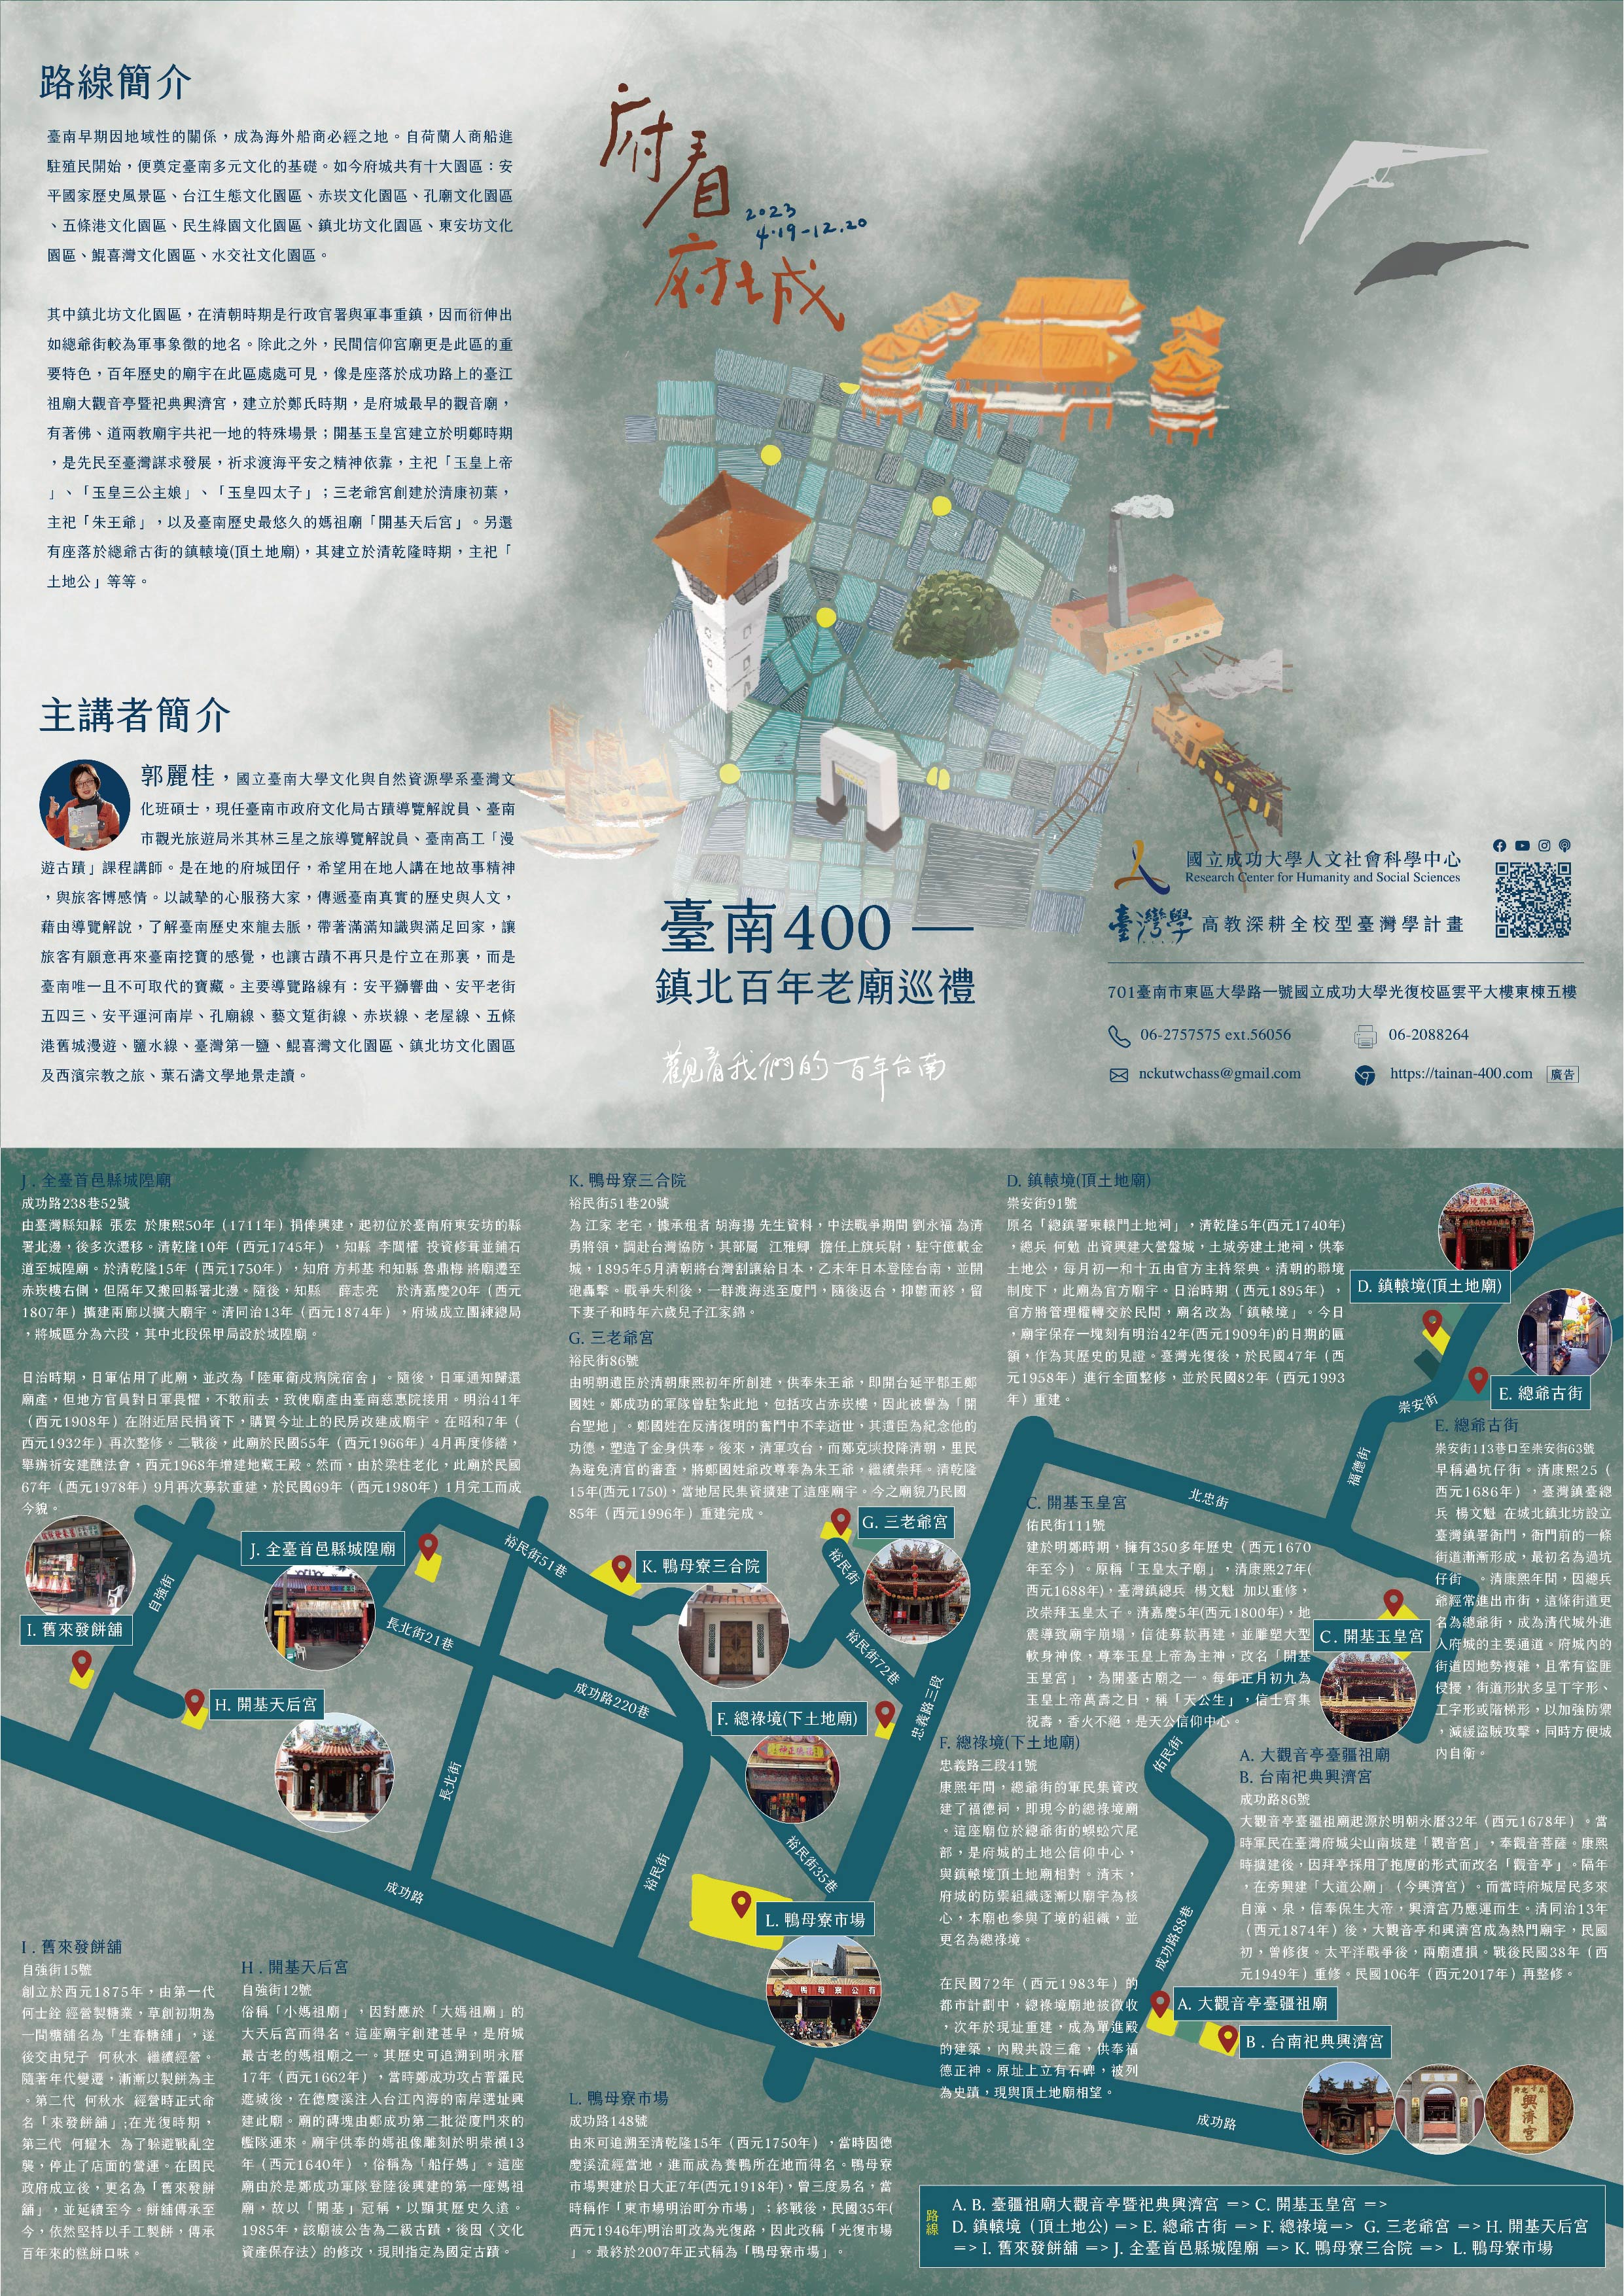 路線簡介
臺南早期因地域性的關係，成為海外船商必經之地。自荷蘭人商船進
駐殖民開始，便奠定臺南多元文化的基礎。如今府城共有十大園區：安
平國家歷史風景區、台江生態文化園區、赤崁文化園區、孔廟文化園區
、五條港文化園區、民生綠園文化園區、鎮北坊文化園區、東安坊文化
園區、鯤喜灣文化園區、水交社文化園區。
其中鎮北坊文化園區，在清朝時期是行政官署與軍事重鎮，因而衍伸出
如總爺街較為軍事象徵的地名。除此之外，民間信仰宮廟更是此區的重
要特色，百年歷史的廟宇在此區處處可見，像是座落於成功路上的臺江
祖廟大觀音亭暨祀典興濟宮，建立於鄭氏時期，是府城最早的觀音廟，
有著佛、道兩教廟宇共祀一地的特殊場景；開基玉皇宮建立於明鄭時期
，是先民至臺灣謀求發展，祈求渡海平安之精神依靠，主祀「玉皇上帝
」、「玉皇三公主娘」、「玉皇四太子」；三老爺宮創建於清康初葉，
主祀「朱王爺」，以及臺南歷史最悠久的媽祖廟「開基天后宮」。另還
有座落於總爺古街的鎮轅境(頂土地廟)，其建立於清乾隆時期，主祀「
土地公」等等。
主講者簡介
郭麗桂，國立臺南大學文化與自然資源學系臺灣文
化班碩士，現任臺南市政府文化局古蹟導覽解說員、臺南
市觀光旅遊局米其林三星之旅導覽解說員、臺南高工「漫
遊古蹟」課程講師。是在地的府城囝仔，希望用在地人講在地故事精神
，與旅客博感情。以誠摯的心服務大家，傳遞臺南真實的歷史與人文，
藉由導覽解說，了解臺南歷史來龍去脈，帶著滿滿知識與滿足回家，讓
旅客有願意再來臺南挖寶的感覺，也讓古蹟不再只是佇立在那裏，而是
臺南唯一且不可取代的寶藏。主要導覽路線有：安平獅響曲、安平老街
五四三、安平運河南岸、孔廟線、藝文踅街線、赤崁線、老屋線、五條
港舊城漫遊、鹽水線、臺灣第一鹽、鯤喜灣文化園區、鎮北坊文化園區
及西濱宗教之旅、葉石濤文學地景走讀。
府看
府城
2023
4.19-12.20
臺南400 —
鎮北百年老廟巡禮
觀看我們的百年台南
國立成功大學人文社會科學中心
Research Center for Humanity and Social Sciences
臺灣學 高教深耕全校型臺灣學計畫
701臺南市東區大學路一號國立成功大學光復校區雲平大樓東棟五樓
06-2757575 ext.56056
06-2088264
nckutwchass@gmail.com
https://tainan-400.com 廣告
J . 全臺首邑縣城隍廟
成功路238巷52號
由臺灣縣知縣 張宏 於康熙50年（1711年）捐俸興建，起初位於臺南府東安坊的縣
署北邊，後多次遷移。清乾隆10年（西元1745年），知縣 李閶權 投資修葺並鋪石
道至城隍廟。於清乾隆15年（西元1750年），知府 方邦基 和知縣 魯鼎梅 將廟遷至
赤崁樓右側，但隔年又搬回縣署北邊。隨後，知縣 薛志亮 於清嘉慶20年（西元
1807年）擴建兩廊以擴大廟宇。清同治13年（西元1874年），府城成立團練總局
，將城區分為六段，其中北段保甲局設於城隍廟。
日治時期，日軍佔用了此廟，並改為「陸軍衛戍病院宿舍」。隨後，日軍通知歸還
廟產，但地方官員對日軍畏懼，不敢前去，致使廟產由臺南慈惠院接用。明治41年
（西元1908年）在附近居民捐資下，購買今址上的民房改建成廟宇。在昭和7年（
西元1932年）再次整修。二戰後，此廟於民國55年（西元1966年）4月再度修繕，
舉辦祈安建醮法會，西元1968年增建地藏王殿。然而，由於梁柱老化，此廟於民國
67年（西元1978年）9月再次募款重建，於民國69年（西元1980年）1月完工而成
今貌。
K. 鴨母寮三合院
裕民街51巷20號
為 江家 老宅，據承租者 胡海揚 先生資料，中法戰爭期間 劉永福 為清
勇將領，調赴台灣協防，其部屬 江雅卿 擔任上旗兵尉，駐守億載金
城，1895年5月清朝將台灣割讓給日本，乙未年日本登陸台南，並開
砲轟擊。戰爭失利後，一群渡海逃至廈門，隨後返台，抑鬱而終，留
下妻子和時年六歲兒子江家錦。
G. 三老爺宮
裕民街86號
由明朝遺臣於清朝康熙初年所創建，供奉朱王爺，即開台延平郡王鄭
國姓。鄭成功的軍隊曾駐紮此地，包括攻占赤崁樓，因此被譽為「開
台聖地」。鄭國姓在反清復明的奮鬥中不幸逝世，其遺臣為紀念他的
功德，塑造了金身供奉。後來，清軍攻台，而鄭克塽投降清朝，里民
為避免清官的審查，將鄭國姓爺改尊奉為朱王爺，繼續崇拜。清乾隆
15年(西元1750)，當地居民集資擴建了這座廟宇。今之廟貌乃民國
85年（西元1996年）重建完成。
D. 鎮轅境(頂土地廟)
崇安街91號
原名「總鎮署東轅門土地祠」，清乾隆5年(西元1740年)
，總兵 何勉 出資興建大營盤城，土城旁建土地祠，供奉
土地公，每月初一和十五由官方主持祭典。清朝的聯境
制度下，此廟為官方廟宇。日治時期（西元1895年），
官方將管理權轉交於民間，廟名改為「鎮轅境」。今日
，廟宇保存一塊刻有明治42年(西元1909年)的日期的匾
額，作為其歷史的見證。臺灣光復後，於民國47年（西
元1958年）進行全面整修，並於民國82年（西元1993
年）重建。
D. 鎮轅境(頂土地廟)
E. 總爺古街
崇安街
福德街
北忠街
E. 總爺古街
崇安街113巷口至崇安街63號
早稱過坑仔街。清康熙25（
西元1686年），臺灣鎮臺總
兵 楊文魁 在城北鎮北坊設立
臺灣鎮署衙門，衙門前的一條
街道漸漸形成，最初名為過坑
仔街 。清康熙年間，因總兵
爺經常進出市街，這條街道更
名為總爺街，成為清代城外進
入府城的主要通道。府城內的
街道因地勢複雜，且常有盜匪
侵擾，街道形狀多呈丁字形、
工字形或階梯形，以加強防禦
，減緩盜賊攻擊，同時方便城
內自衛。
C. 開基玉皇宮
佑民街111號
建於明鄭時期，擁有350多年歷史（西元1670
年至今）。原稱「玉皇太子廟」，清康熙27年(
西元1688年)，臺灣鎮總兵 楊文魁 加以重修，
改崇拜玉皇太子。清嘉慶5年(西元1800年)，地
震導致廟宇崩塌，信徒募款再建，並雕塑大型
軟身神像，尊奉玉皇上帝為主神，改名「開基
玉皇宮」，為開臺古廟之一。每年正月初九為
玉皇上帝萬壽之日，稱「天公生」，信士齊集
祝壽，香火不絕，是天公信仰中心。
C . 開基玉皇宮
J. 全臺首邑縣城隍廟
K. 鴨母寮三合院
G. 三老爺宮
I. 舊來發餅舖
H. 開基天后宮
F. 總祿境(下土地廟)
L. 鴨母寮市場
自強街
裕民街51巷
裕民街
長北街21巷
裕民街72巷
成功路220巷
忠義路三段
長北街
裕民街35巷
裕民街
成功路
佑民街
成功路88巷
F. 總祿境(下土地廟)
忠義路三段41號
康熙年間，總爺街的軍民集資改
建了福德祠，即現今的總祿境廟
。這座廟位於總爺街的蜈蚣穴尾
部，是府城的土地公信仰中心，
與鎮轅境頂土地廟相對。清末，
府城的防禦組織逐漸以廟宇為核
心，本廟也參與了境的組織，並
更名為總祿境。
在民國72年（西元1983年）的
都市計劃中，總祿境廟地被徵收
，次年於現址重建，成為單進殿
的建築，內殿共設三龕，供奉福
德正神。原址上立有石碑，被列
為史蹟，現與頂土地廟相望。
A. 大觀音亭臺疆祖廟
B. 台南祀典興濟宮
成功路86號
大觀音亭臺疆祖廟起源於明朝永曆32年（西元1678年）。當
時軍民在臺灣府城尖山南坡建「觀音宮」，奉觀音菩薩。康熙
時擴建後，因拜亭採用了抱廈的形式而改名「觀音亭」。隔年
，在旁興建「大道公廟」（今興濟宮）。而當時府城居民多來
自漳、泉，信奉保生大帝，興濟宮乃應運而生。清同治13年
（西元1874年）後，大觀音亭和興濟宮成為熱門廟宇，民國
初，曾修復。太平洋戰爭後，兩廟遭損。戰後民國38年（西
元1949年）重修。民國106年（西元2017年）再整修。
A. 大觀音亭臺疆祖廟
B . 台南祀典興濟宮
興濟宮
成功路
I . 舊來發餅舖
自強街15號
創立於西元1875年，由第一代
何士銓 經營製糖業，草創初期為
一間糖舖名為「生春糖舖」，遂
後交由兒子 何秋水 繼續經營。
隨著年代變遷，漸漸以製餅為主
。第二代 何秋水 經營時正式命
名「來發餅舖」;在光復時期，
第三代 何耀木 為了躲避戰亂空
襲，停止了店面的營運。在國民
政府成立後，更名為「舊來發餅
舖」，並延續至今。餅舖傳承至
今，依然堅持以手工製餅，傳承
百年來的糕餅口味。
H . 開基天后宮
自強街12號
俗稱「小媽祖廟」，因對應於「大媽祖廟」的
大天后宮而得名。這座廟宇創建甚早，是府城
最古老的媽祖廟之一。其歷史可追溯到明永曆
17年（西元1662年），當時鄭成功攻占普羅民
遮城後，在德慶溪注入台江內海的南岸選址興
建此廟。廟的磚塊由鄭成功第二批從廈門來的
艦隊運來。廟宇供奉的媽祖像雕刻於明崇禎13
年（西元1640年），俗稱為「船仔媽」。這座
廟由於是鄭成功軍隊登陸後興建的第一座媽祖
廟，故以「開基」冠稱，以顯其歷史久遠。
1985年，該廟被公告為二級古蹟，後因〈文化
資產保存法〉的修改，現則指定為國定古蹟。
L. 鴨母寮市場
成功路148號
由來可追溯至清乾隆15年（西元1750年），當時因德
慶溪流經當地，進而成為養鴨所在地而得名。鴨母寮
市場興建於日大正7年(西元1918年)，曾三度易名，當
時稱作「東市場明治町分市場」；終戰後，民國35年(
西元1946年)明治町改為光復路，因此改稱「光復市場
」。最終於2007年正式稱為「鴨母寮市場」。
路線
A. B. 臺疆祖廟大觀音亭暨祀典興濟宮 => C. 開基玉皇宮 =>
D. 鎮轅境（頂土地公) => E. 總爺古街 => F. 總祿境=> G. 三老爺宮 => H. 開基天后宮
=> I. 舊來發餅舖 => J. 全臺首邑縣城隍廟 => K. 鴨母寮三合院 => L. 鴨母寮市場